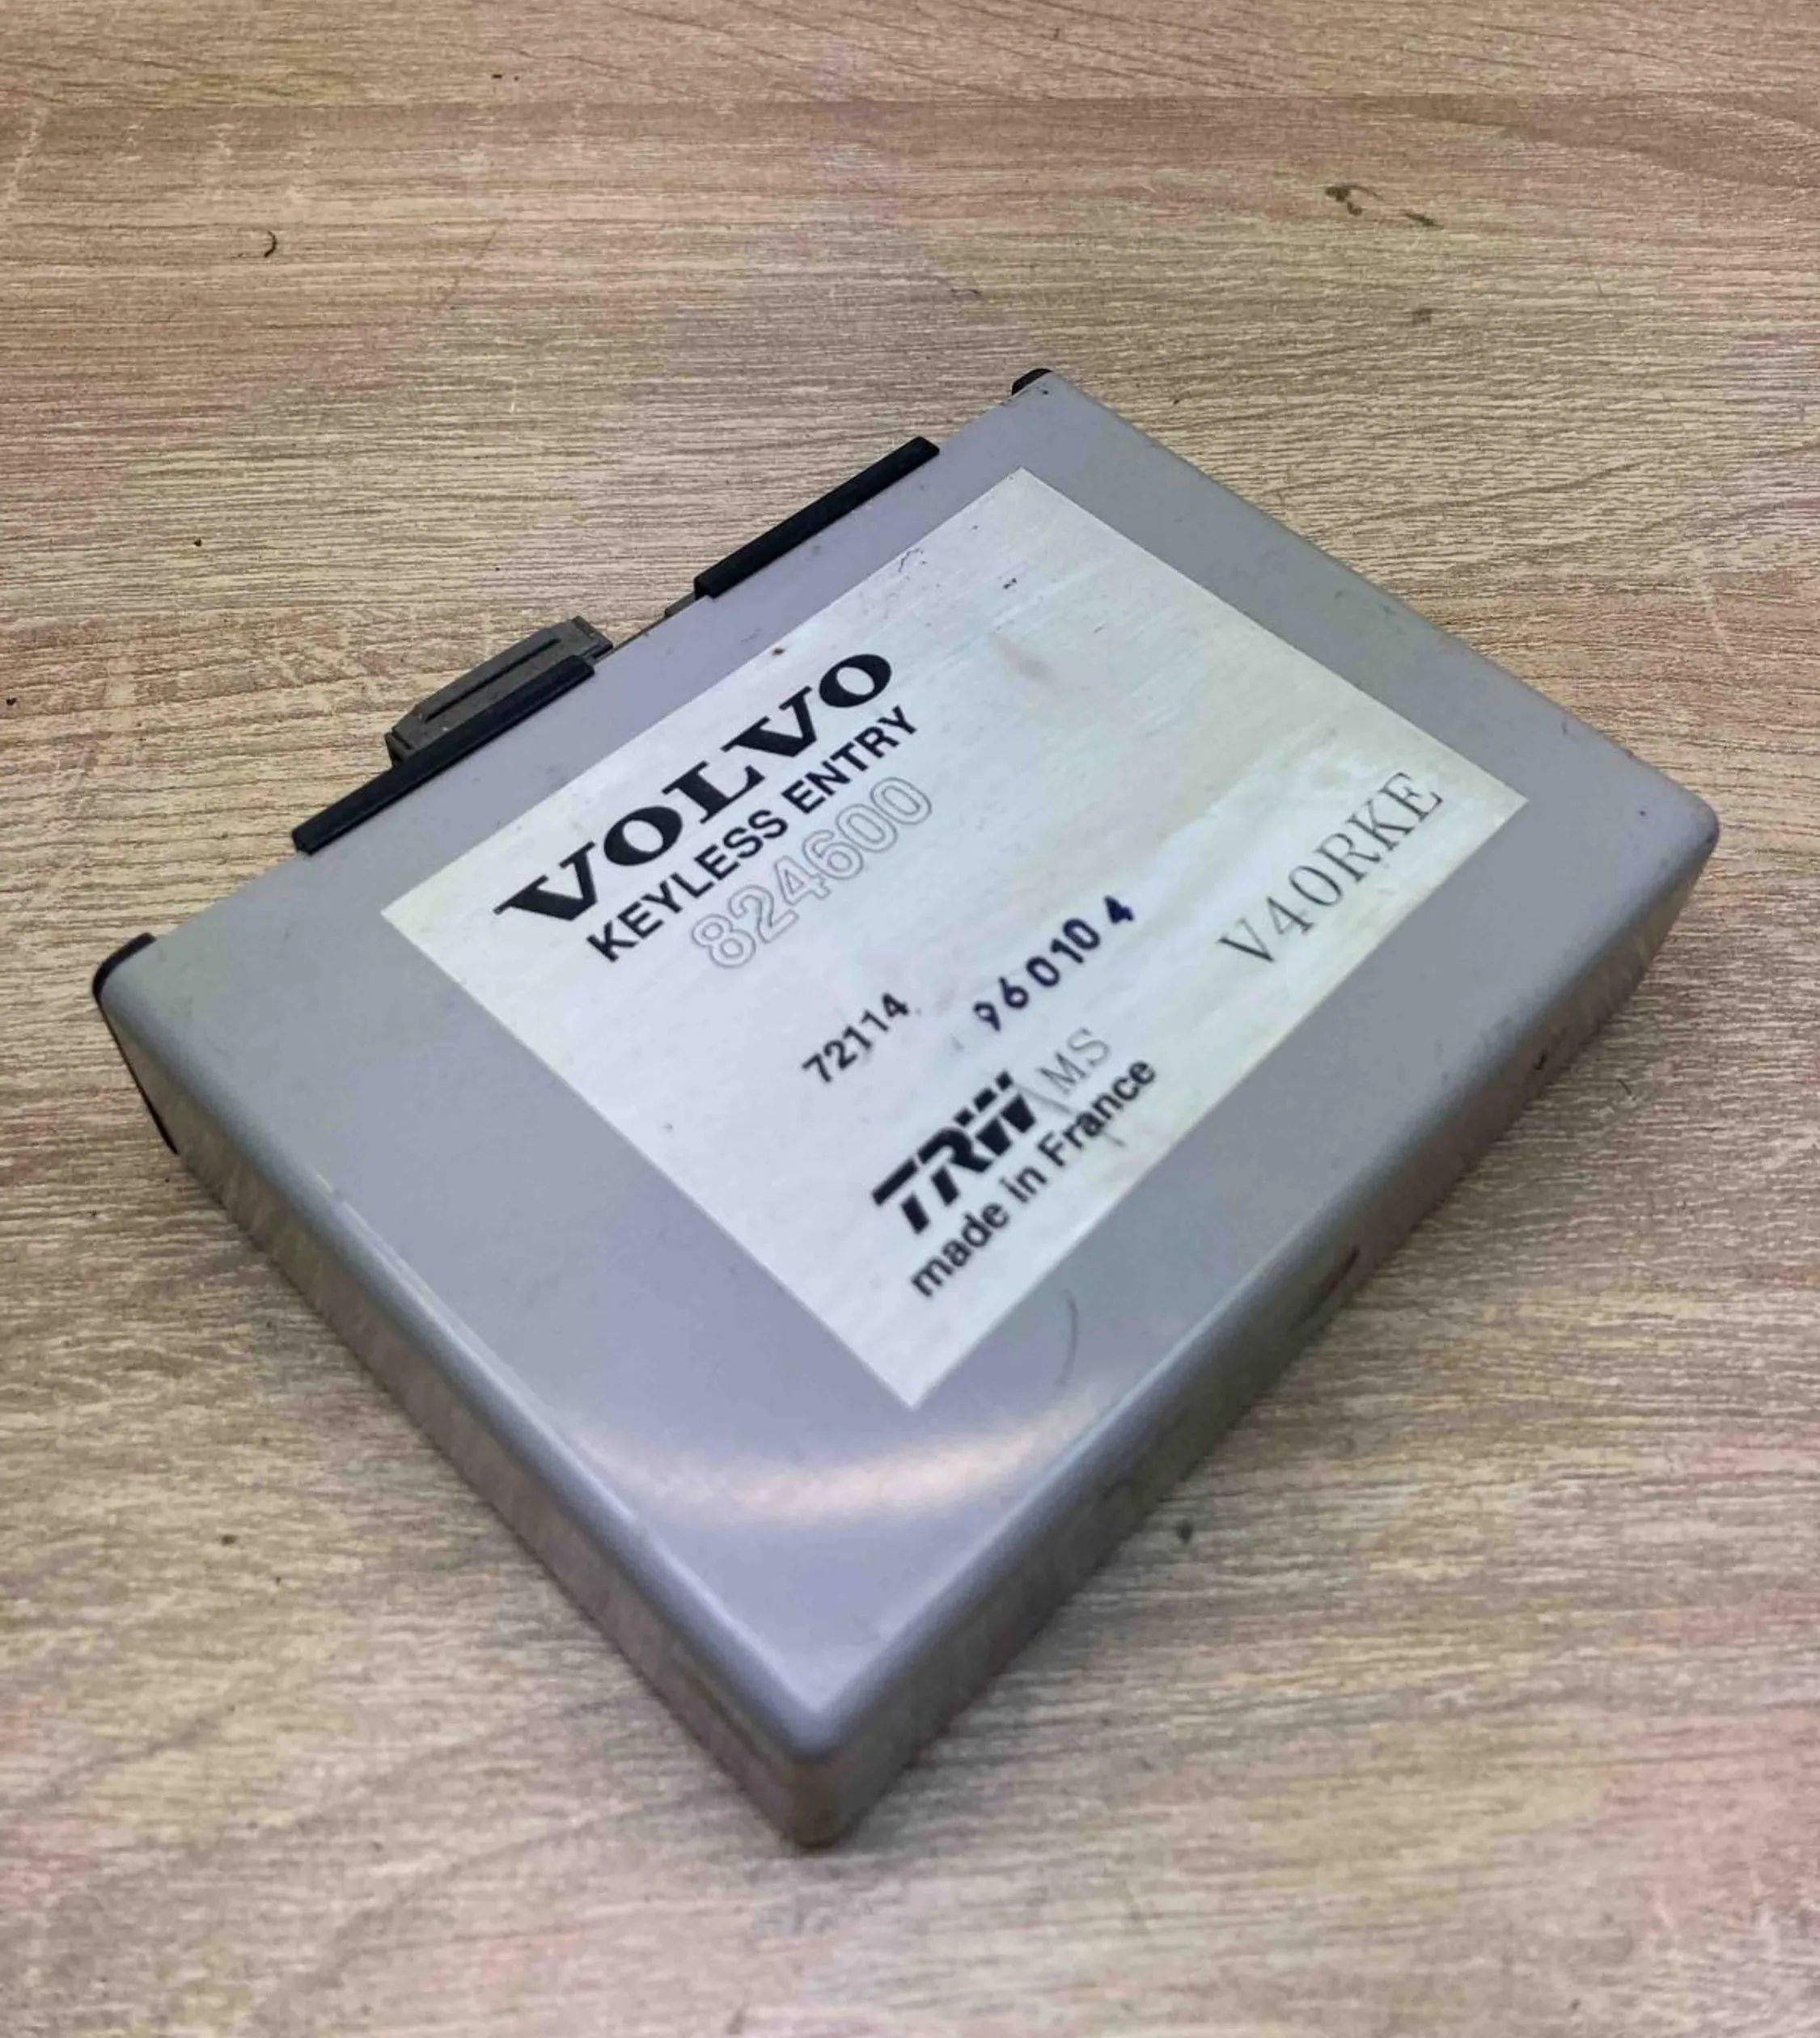 VOLVO
KEYLESS ENTRY
824600
72114 960104
TRW MS
made in France
V40RKE